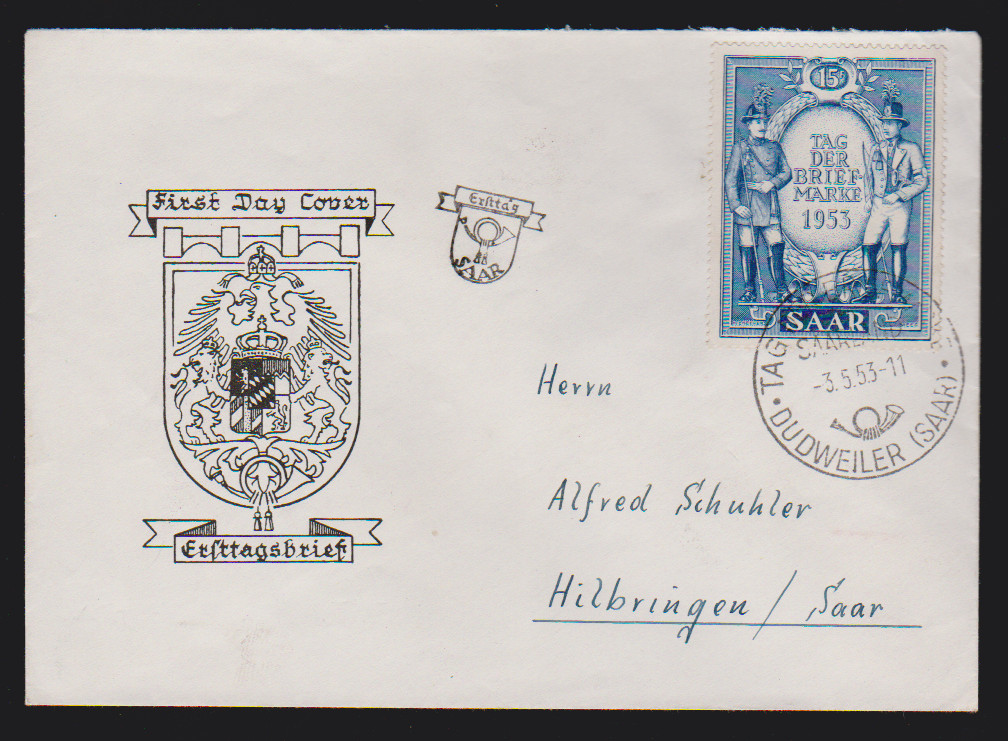 First Day Cover
Ersttagsbrief
Ersttag
SAAR
15F
TAG
DER
BRIEF-
MARKE
1953
SAAR
TAG
SAARLAND
-3.5.53-11
DUDWEILER (SAAR)
Herrn
Alfred Schuhler
Hilbringen / Saar